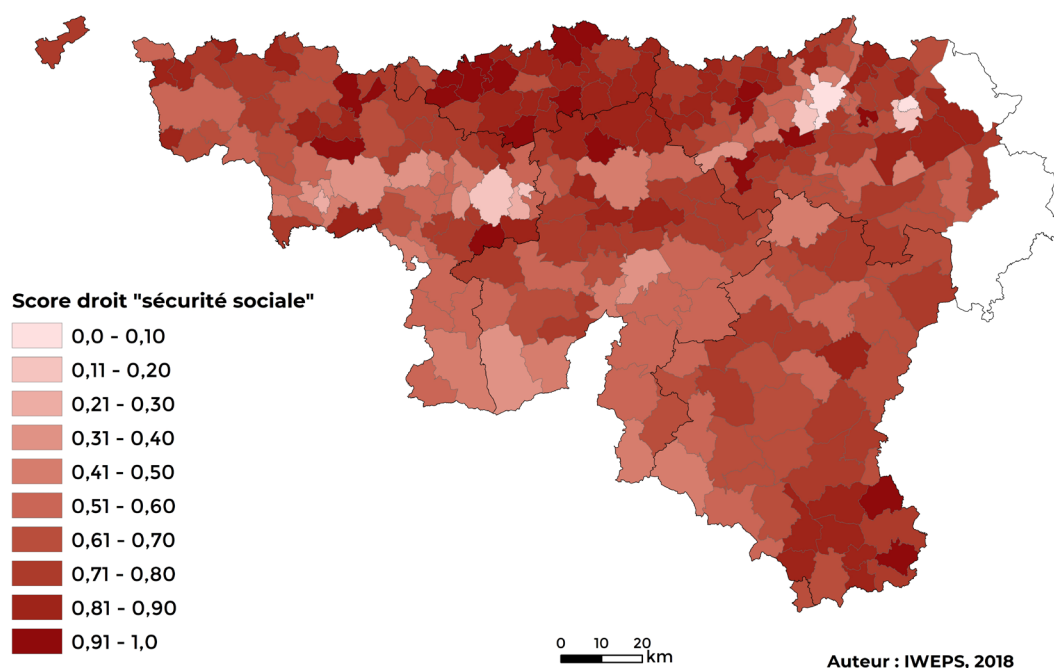 Score droit "sécurité sociale"
0,0 - 0,10
0,11 - 0,20
0,21 - 0,30
0,31 - 0,40
0,41 - 0,50
0,51 - 0,60
0,61 - 0,70
0,71 - 0,80
0,81 - 0,90
0,91 - 1,0
0 10 20
km
Auteur : IWEPS, 2018